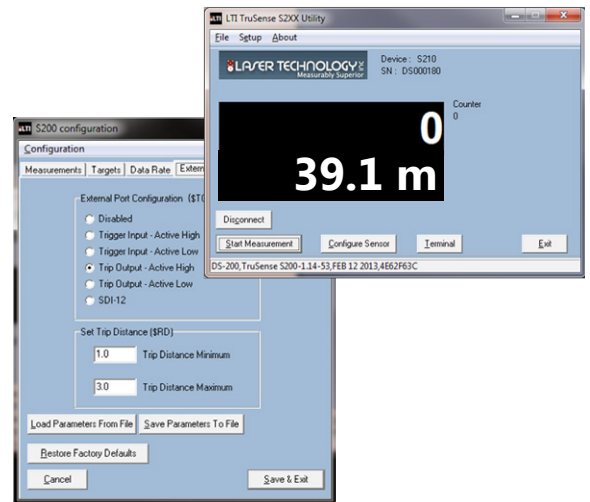 LTI TruSense S2XX Utility
File Setup About
LASER TECHNOLOGY
Measurably Superior
Device : S210
SN : DS000180
Counter
0
0
39.1 m
Disconnect
Start Measurement Configure Sensor Terminal Exit
DS-200,TruSense S200-1.14-53,FEB 12 2013,4E62F63C
LTI S200 configuration
Configuration
Measurements Targets Data Rate
External Port Configuration
Disabled
Trigger Input - Active High
Trigger Input - Active Low
Trip Output - Active High
Trip Output - Active Low
SDI-12
Set Trip Distance ($RD)
1.0 Trip Distance Minimum
3.0 Trip Distance Maximum
Load Parameters From File Save Parameters To File
Restore Factory Defaults
Cancel Save & Exit